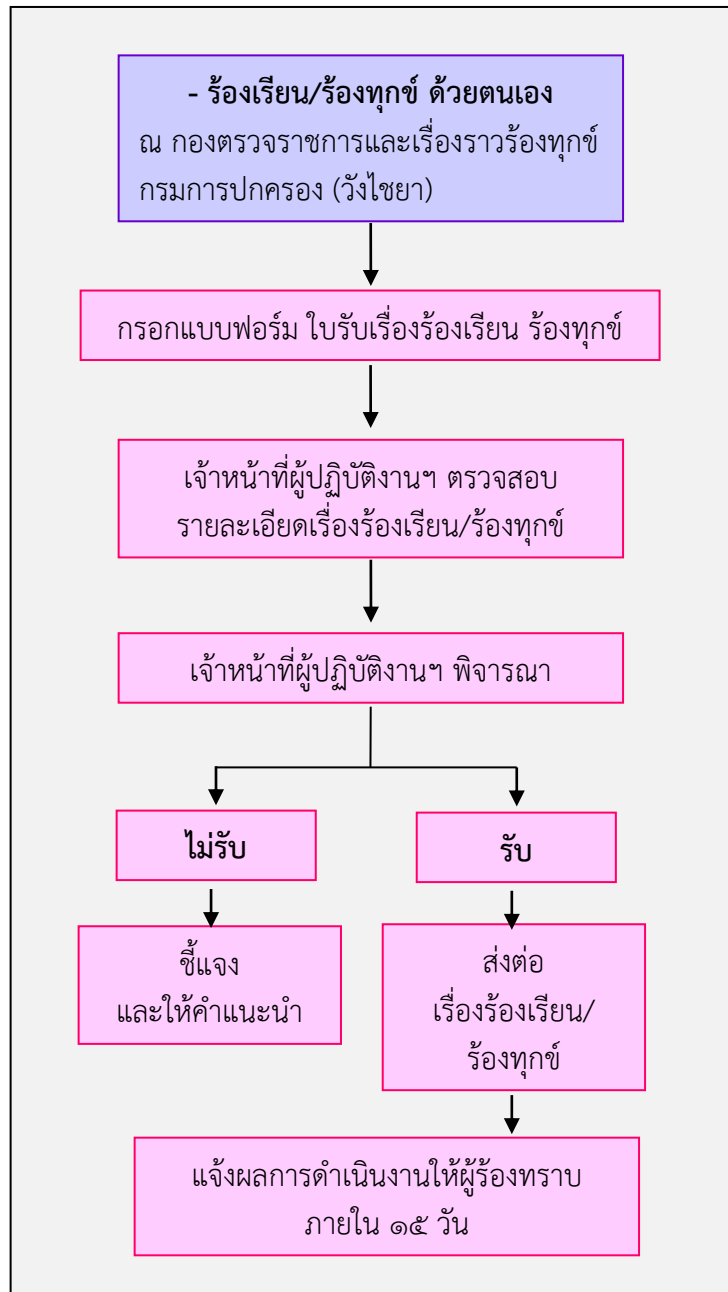 - ร้องเรียน/ร้องทุกข์ ด้วยตนเอง
ณ กองตรวจราชการและเรื่องราวร้องทุกข์
กรมการปกครอง (วังไชยา)
กรอกแบบฟอร์ม ใบรับเรื่องร้องเรียน ร้องทุกข์
เจ้าหน้าที่ผู้ปฏิบัติงานฯ ตรวจสอบ
รายละเอียดเรื่องร้องเรียน/ร้องทุกข์
เจ้าหน้าที่ผู้ปฏิบัติงานฯ พิจารณา
ไม่รับ
รับ
ชี้แจง
และให้คำแนะนำ
ส่งต่อ
เรื่องร้องเรียน/
ร้องทุกข์
แจ้งผลการดำเนินงานให้ผู้ร้องทราบ
ภายใน ๑๕ วัน